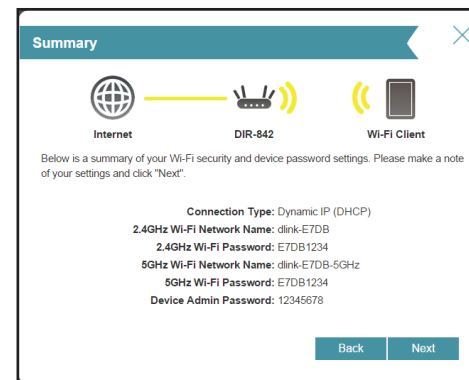 Summary
Internet
DIR-842
Wi-Fi Client
Below is a summary of your Wi-Fi security and device password settings. Please make a note
of your settings and click "Next".
Connection Type: Dynamic IP (DHCP)
2.4GHz Wi-Fi Network Name: dlink-E7DB
2.4GHz Wi-Fi Password: E7DB1234
5GHz Wi-Fi Network Name: dlink-E7DB-5GHz
5GHz Wi-Fi Password: E7DB1234
Device Admin Password: 12345678
Back
Next